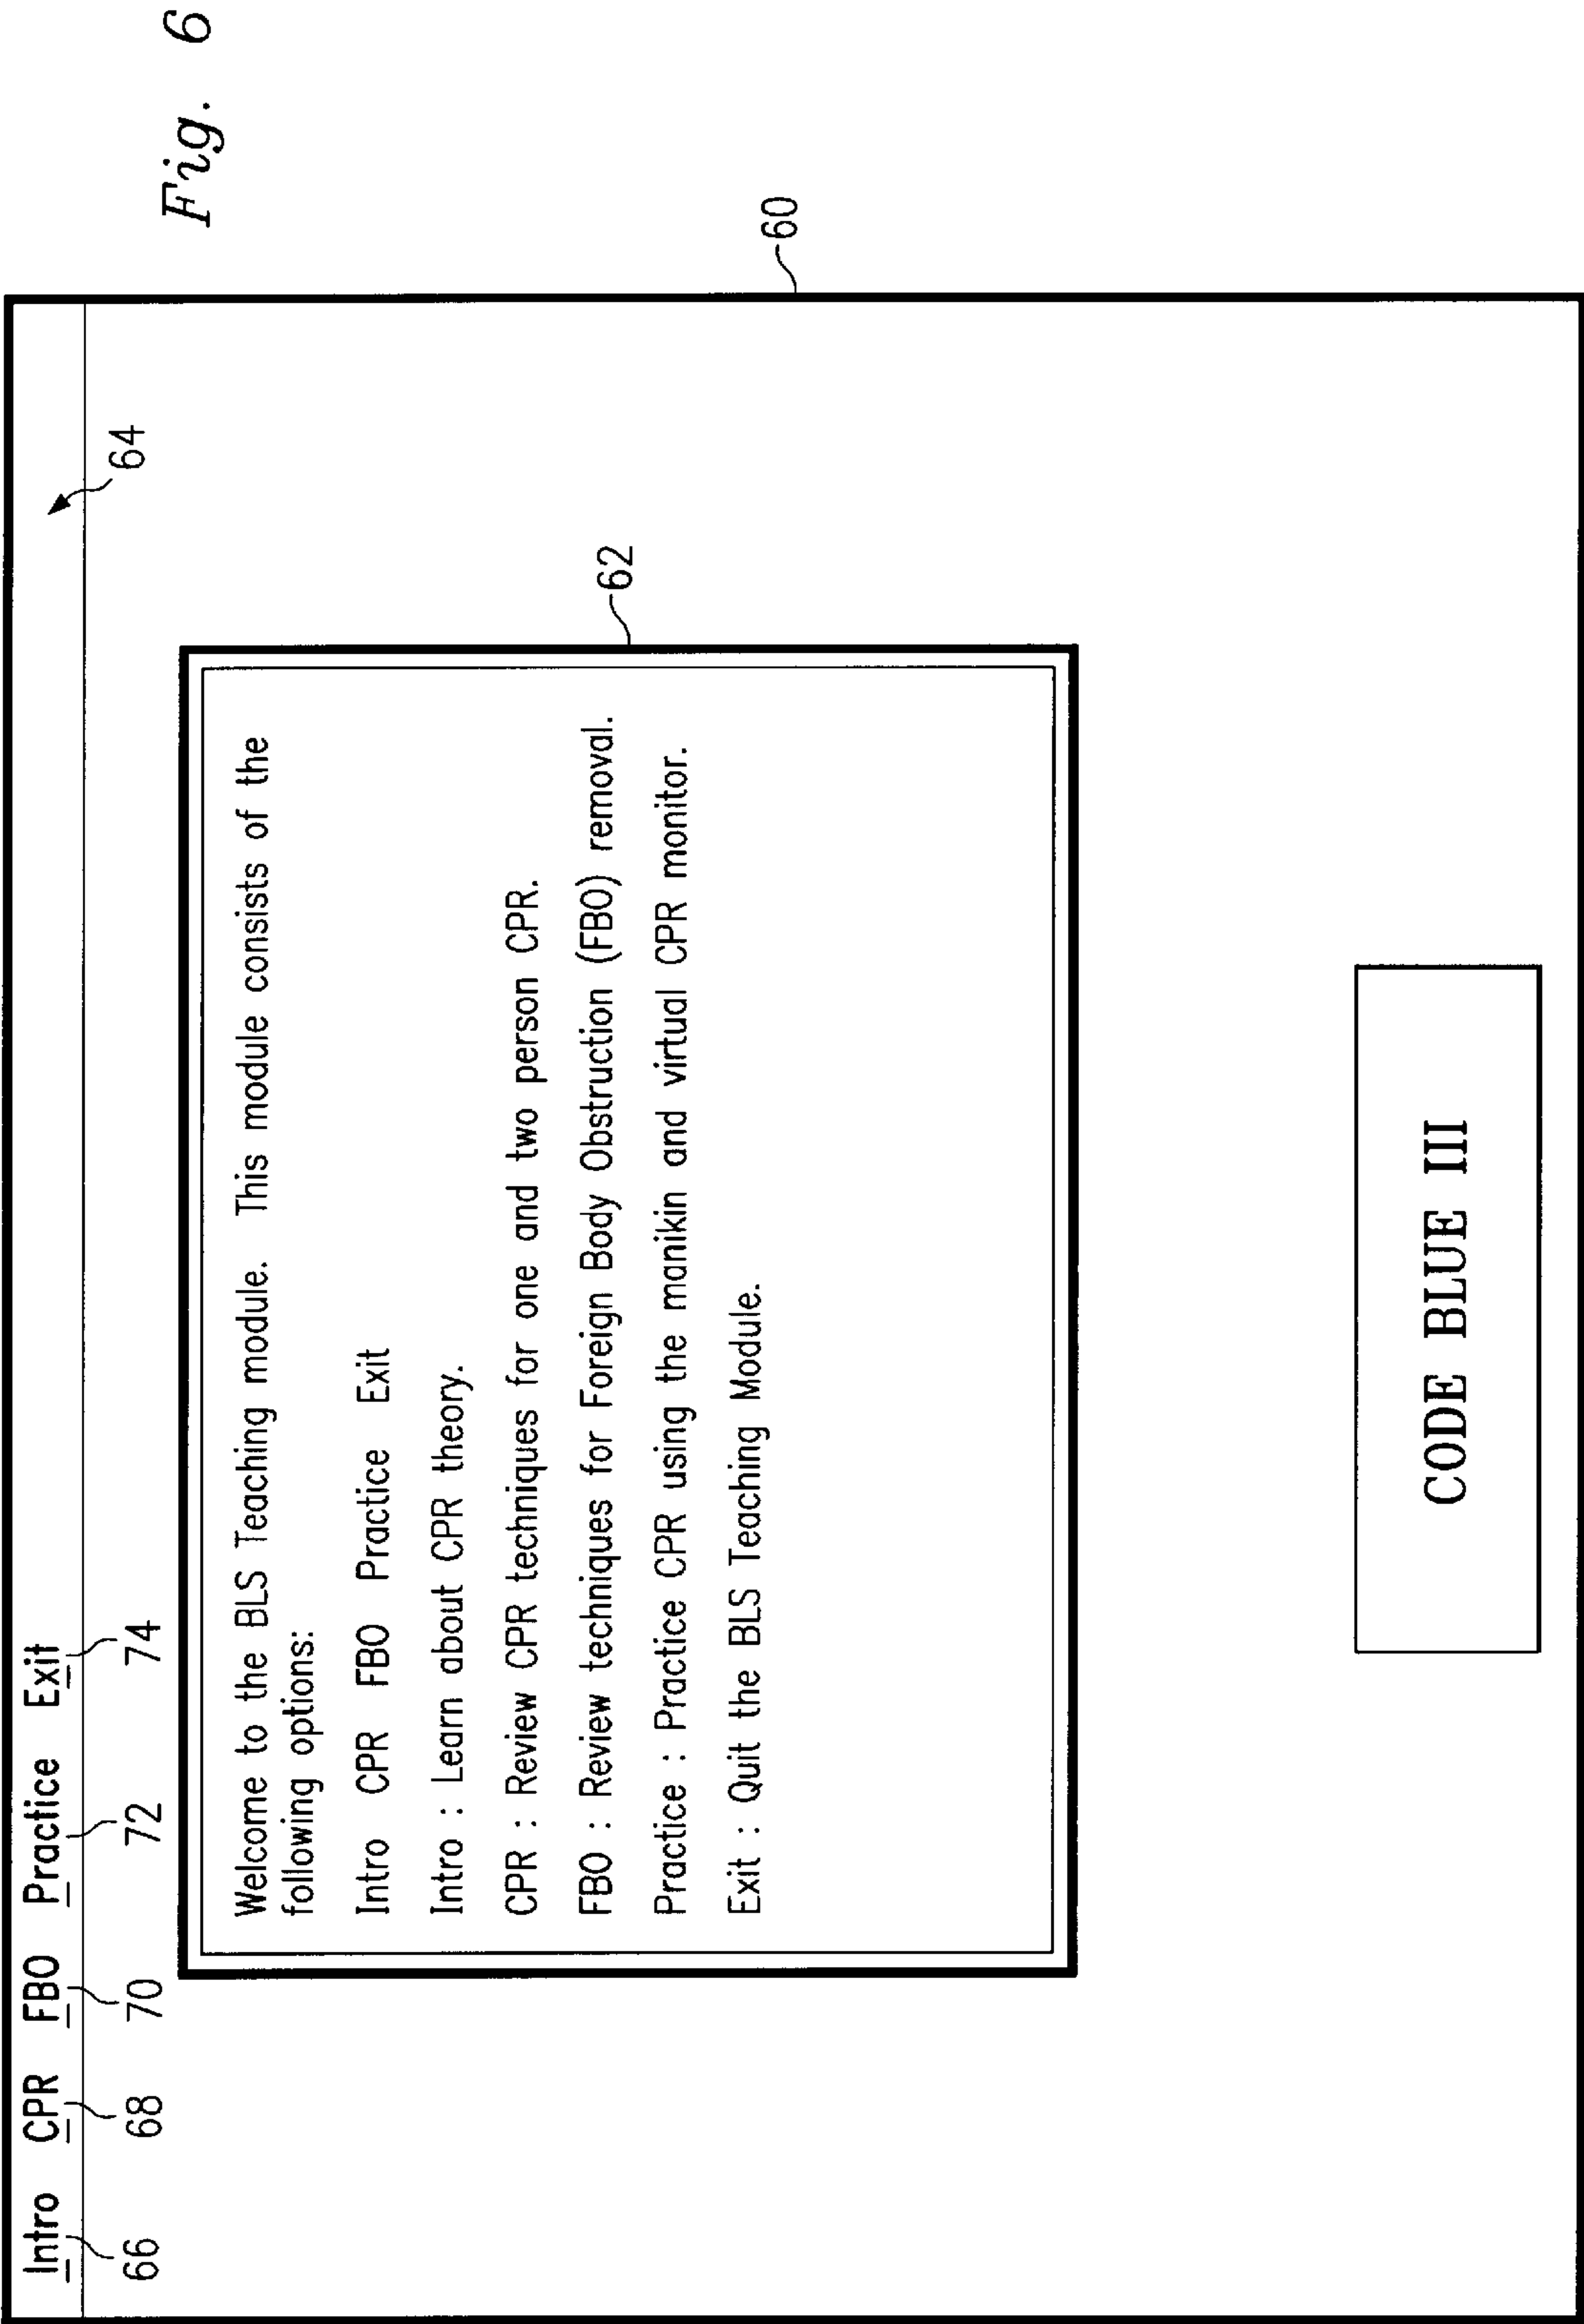 Fig. 6
Intro CPR FBO Practice Exit
66 68 70 72 74 64
Welcome to the BLS Teaching module. This module consists of the
following options:
Intro CPR FBO Practice Exit
Intro : Learn about CPR theory.
CPR : Review CPR techniques for one and two person CPR.
FBO : Review techniques for Foreign Body Obstruction (FBO) removal.
Practice : Practice CPR using the manikin and virtual CPR monitor.
Exit : Quit the BLS Teaching Module.
62
60
CODE BLUE III